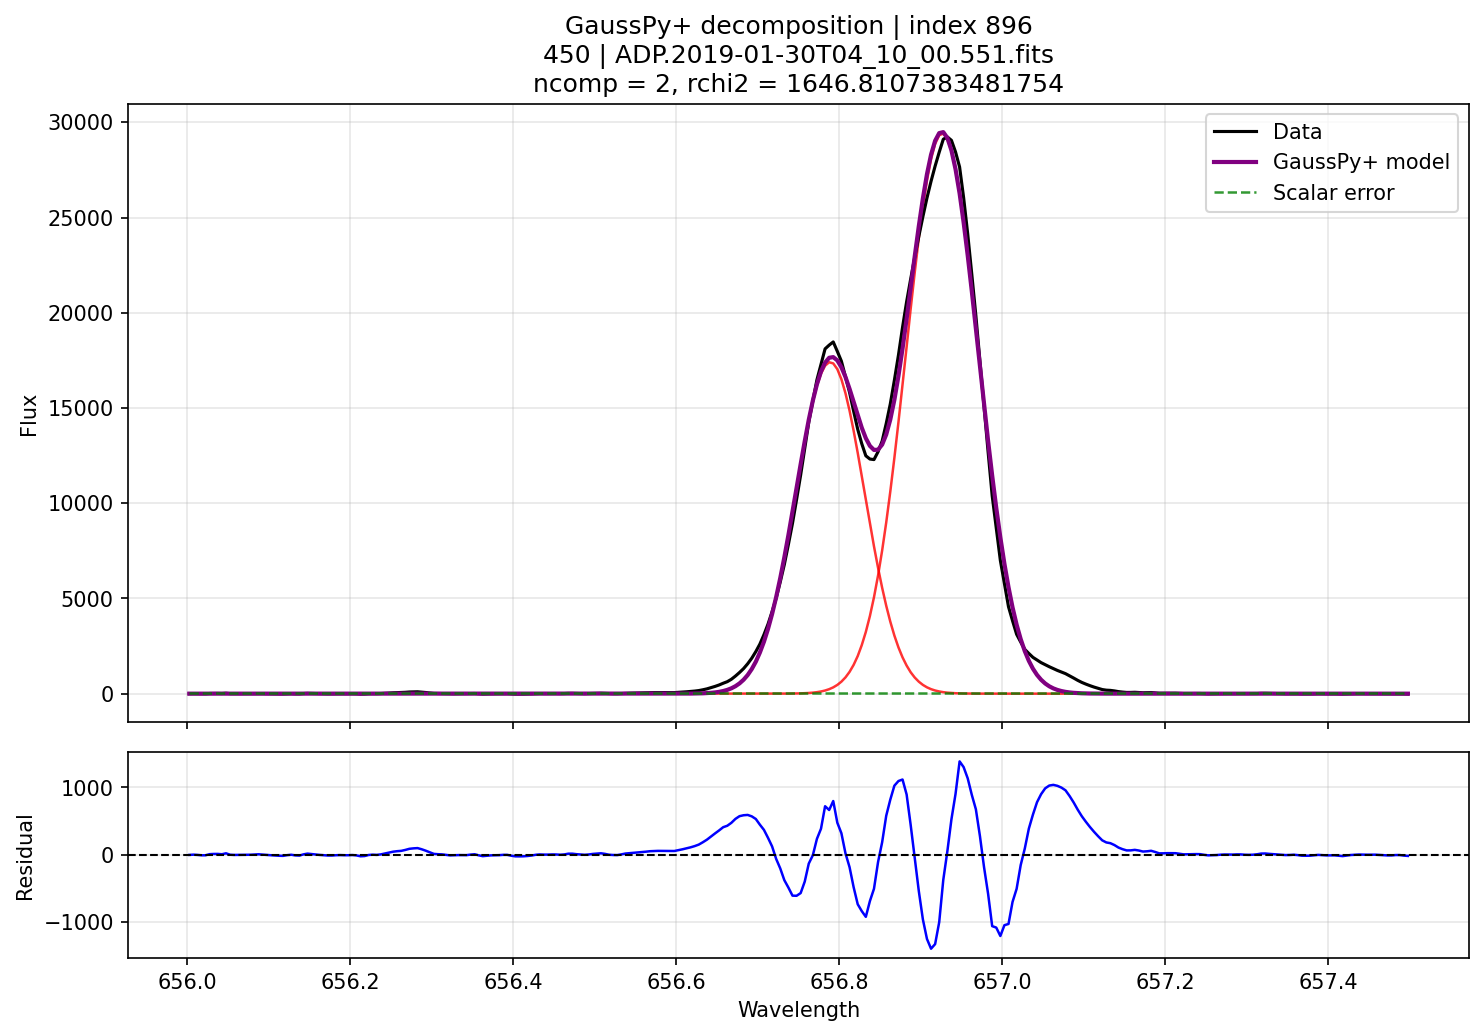 GaussPy+ decomposition | index 896
450 | ADP.2019-01-30T04_10_00.551.fits
ncomp = 2, rchi2 = 1646.8107383481754
Data
GaussPy+ model
Scalar error
Flux
30000
25000
20000
15000
10000
5000
0
Residual
1000
0
−1000
656.0 656.2 656.4 656.6 656.8 657.0 657.2 657.4
Wavelength